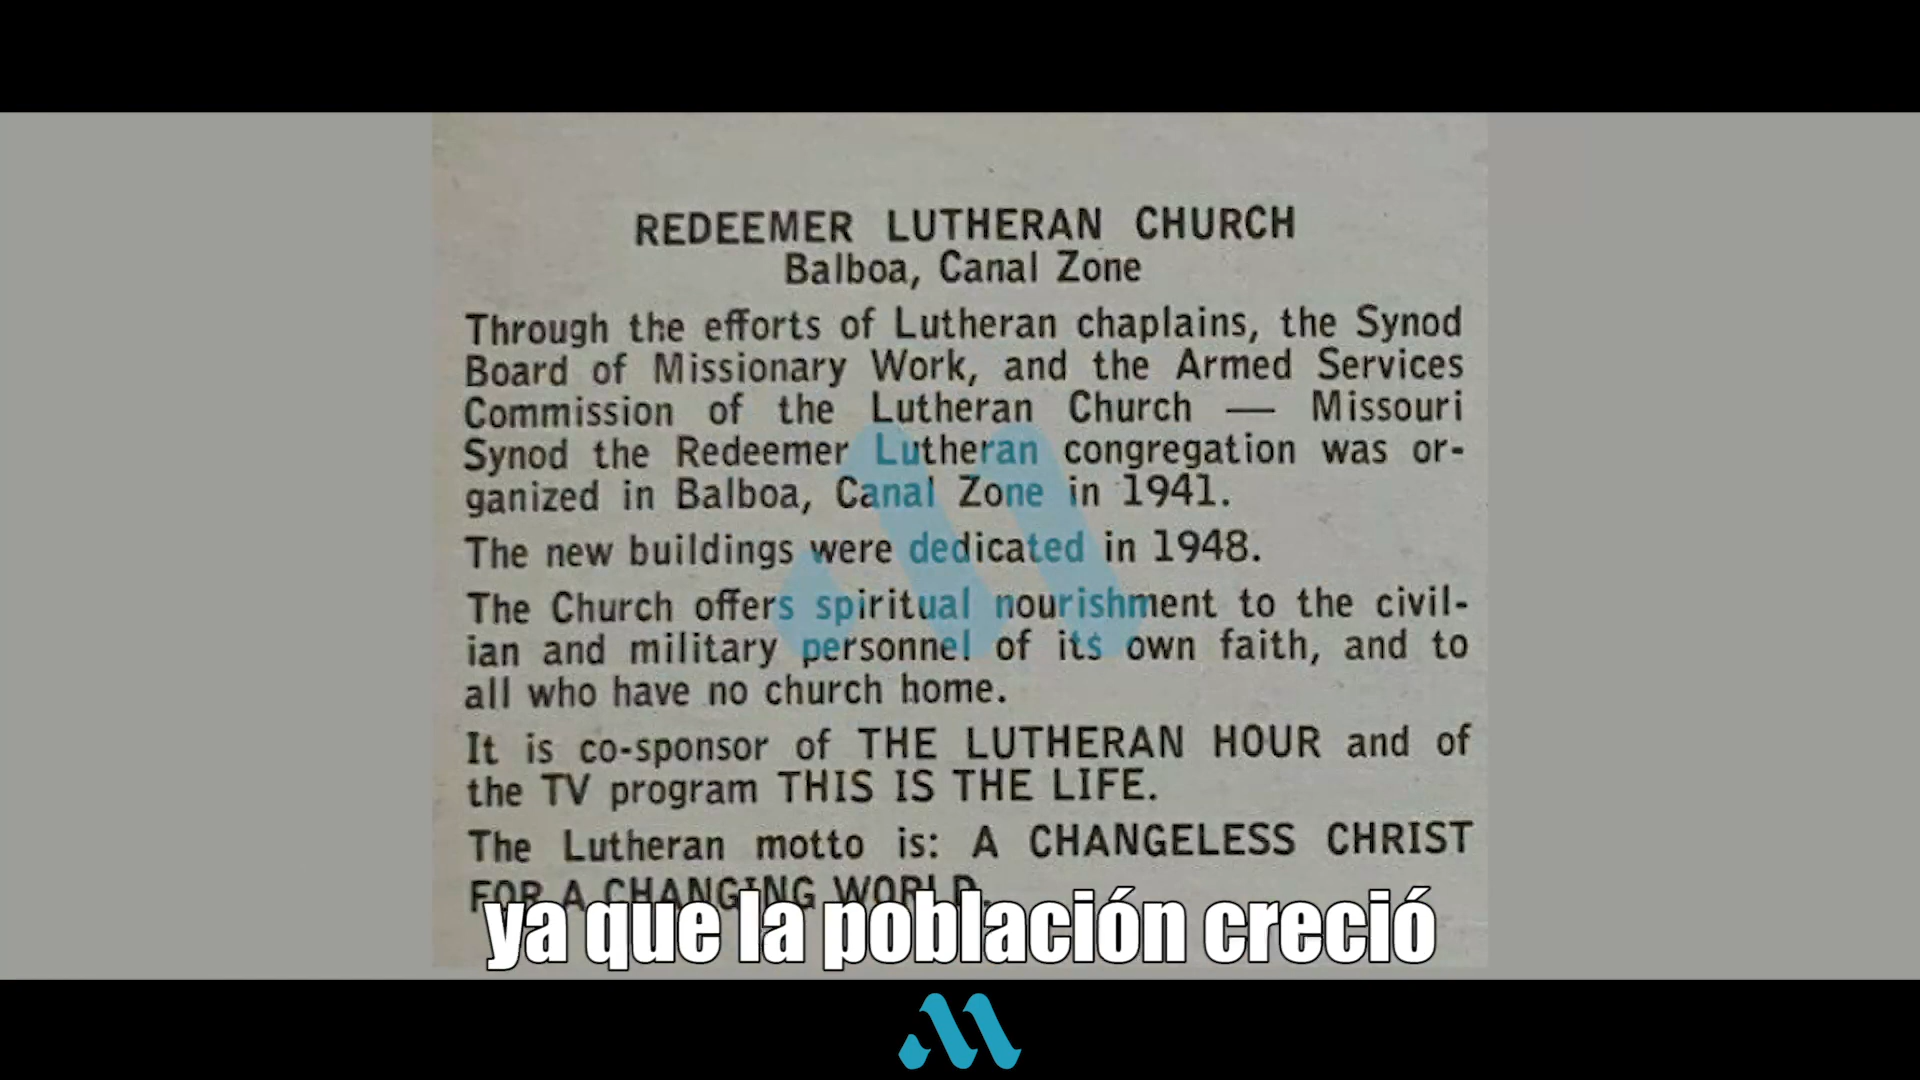 REDEEMER LUTHERAN CHURCH
Balboa, Canal Zone
Through the efforts of Lutheran chaplains, the Synod
Board of Missionary Work, and the Armed Services
Commission of the Lutheran Church — Missouri
Synod the Redeemer Lutheran congregation was or-
ganized in Balboa, Canal Zone in 1941.
The new buildings were dedicated in 1948.
The Church offers spiritual nourishment to the civil-
ian and military personnel of its own faith, and to
all who have no church home.
It is co-sponsor of THE LUTHERAN HOUR and of
the TV program THIS IS THE LIFE.
The Lutheran motto is: A CHANGELESS CHRIST
FOR A CHANGING WORLD.
ya que la población creció